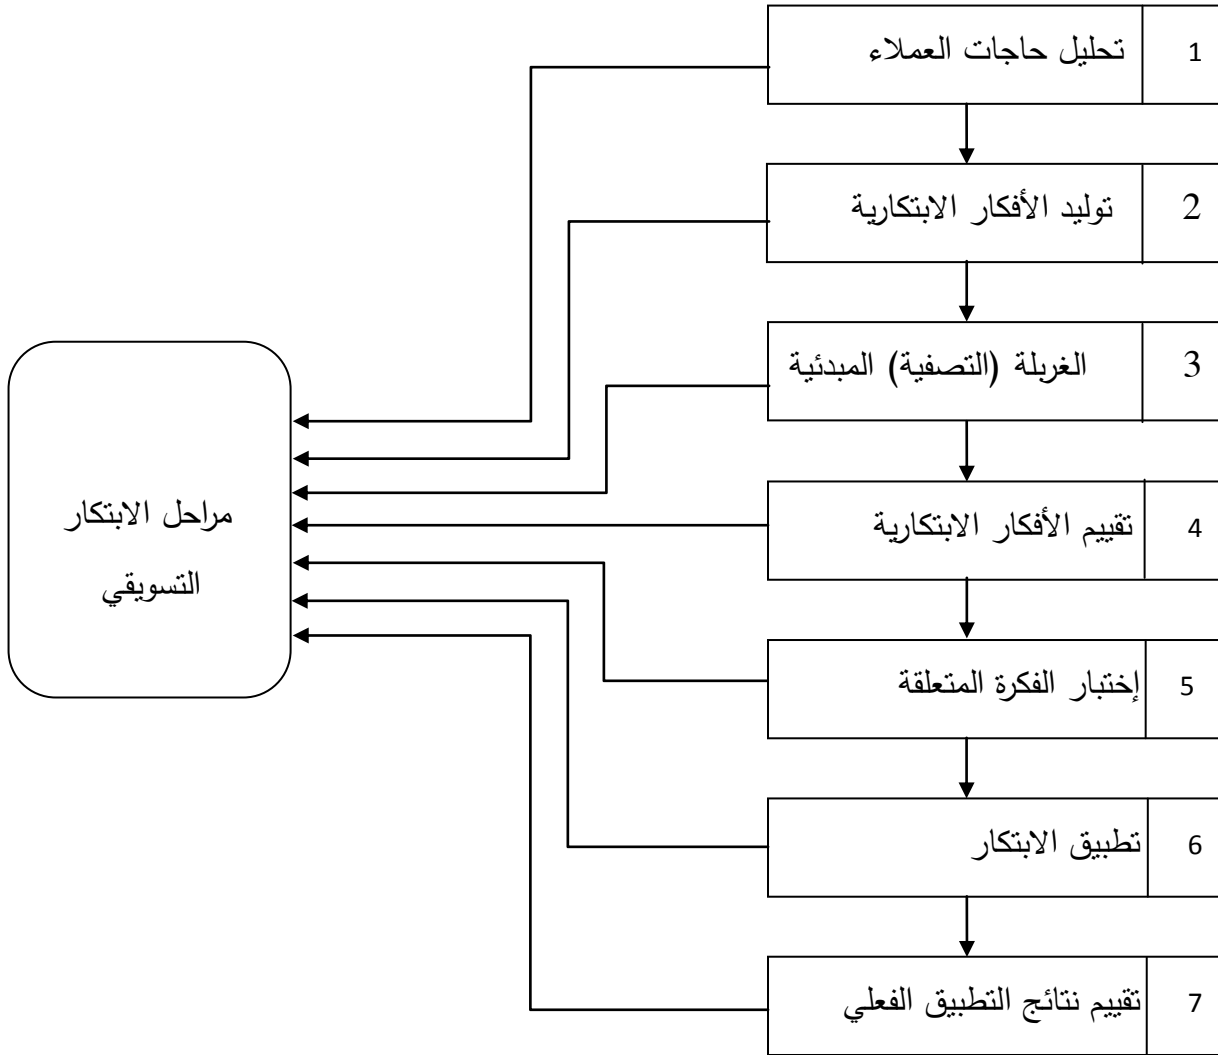 1 تحليل حاجات العملاء
2 توليد الأفكار الابتكارية
3 الغربلة (التصفية) المبدئية
4 تقييم الأفكار الابتكارية
5 إختبار الفكرة المتعلقة
6 تطبيق الابتكار
7 تقييم نتائج التطبيق الفعلي
مراحل الابتكار
التسويقي